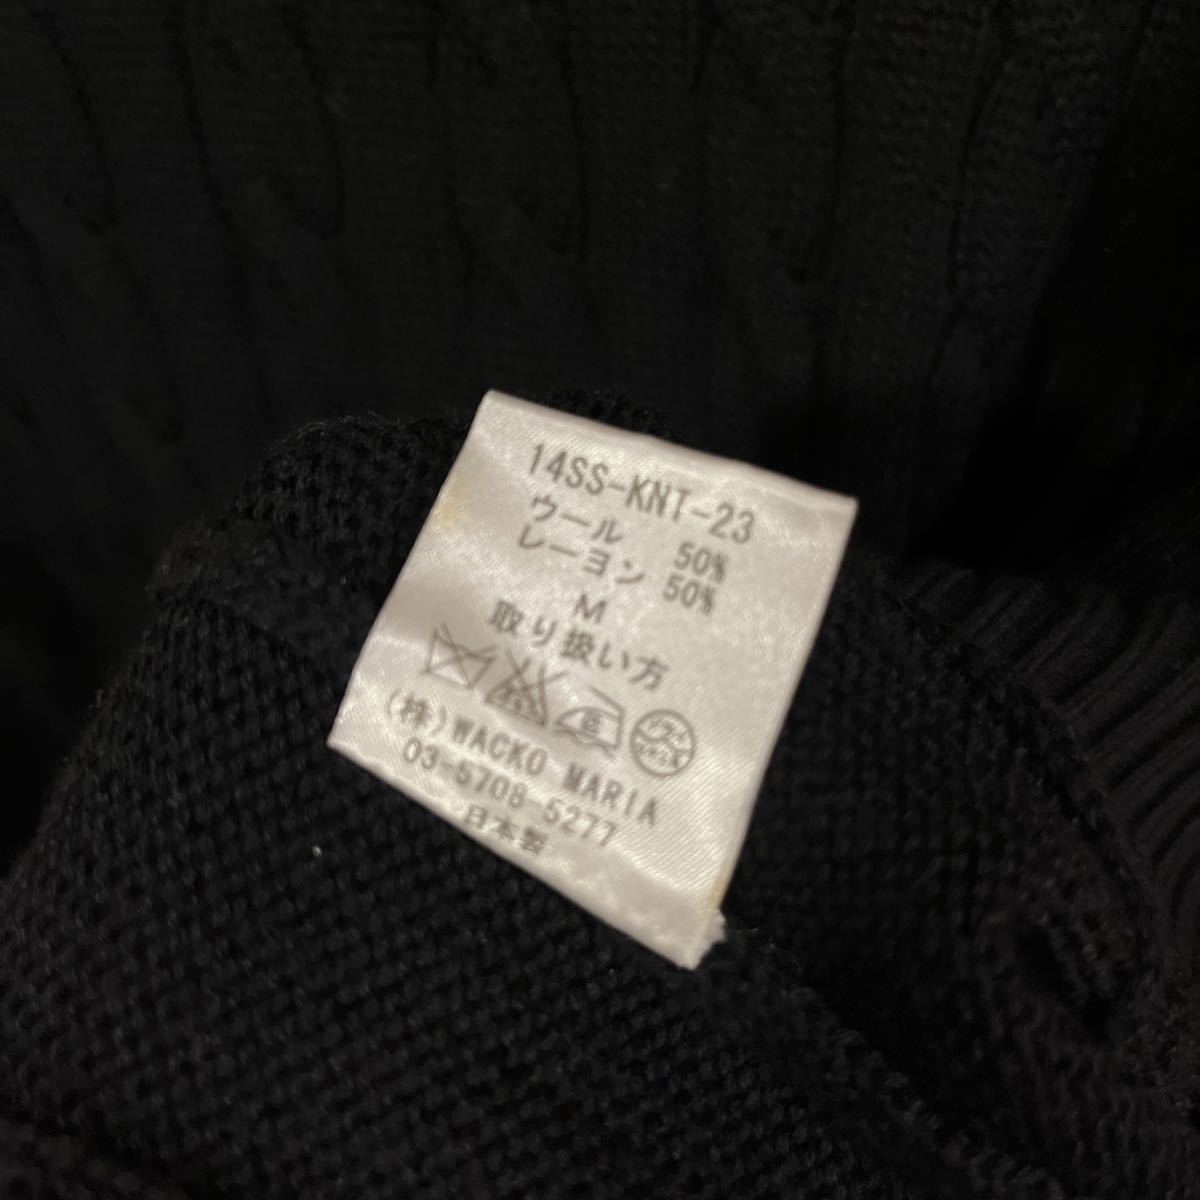 14SS-KNT-23
ウール 50%
レーヨン 50%
M
取り扱い方
(株)WACKO MARIA
03-5708-5277
日本製